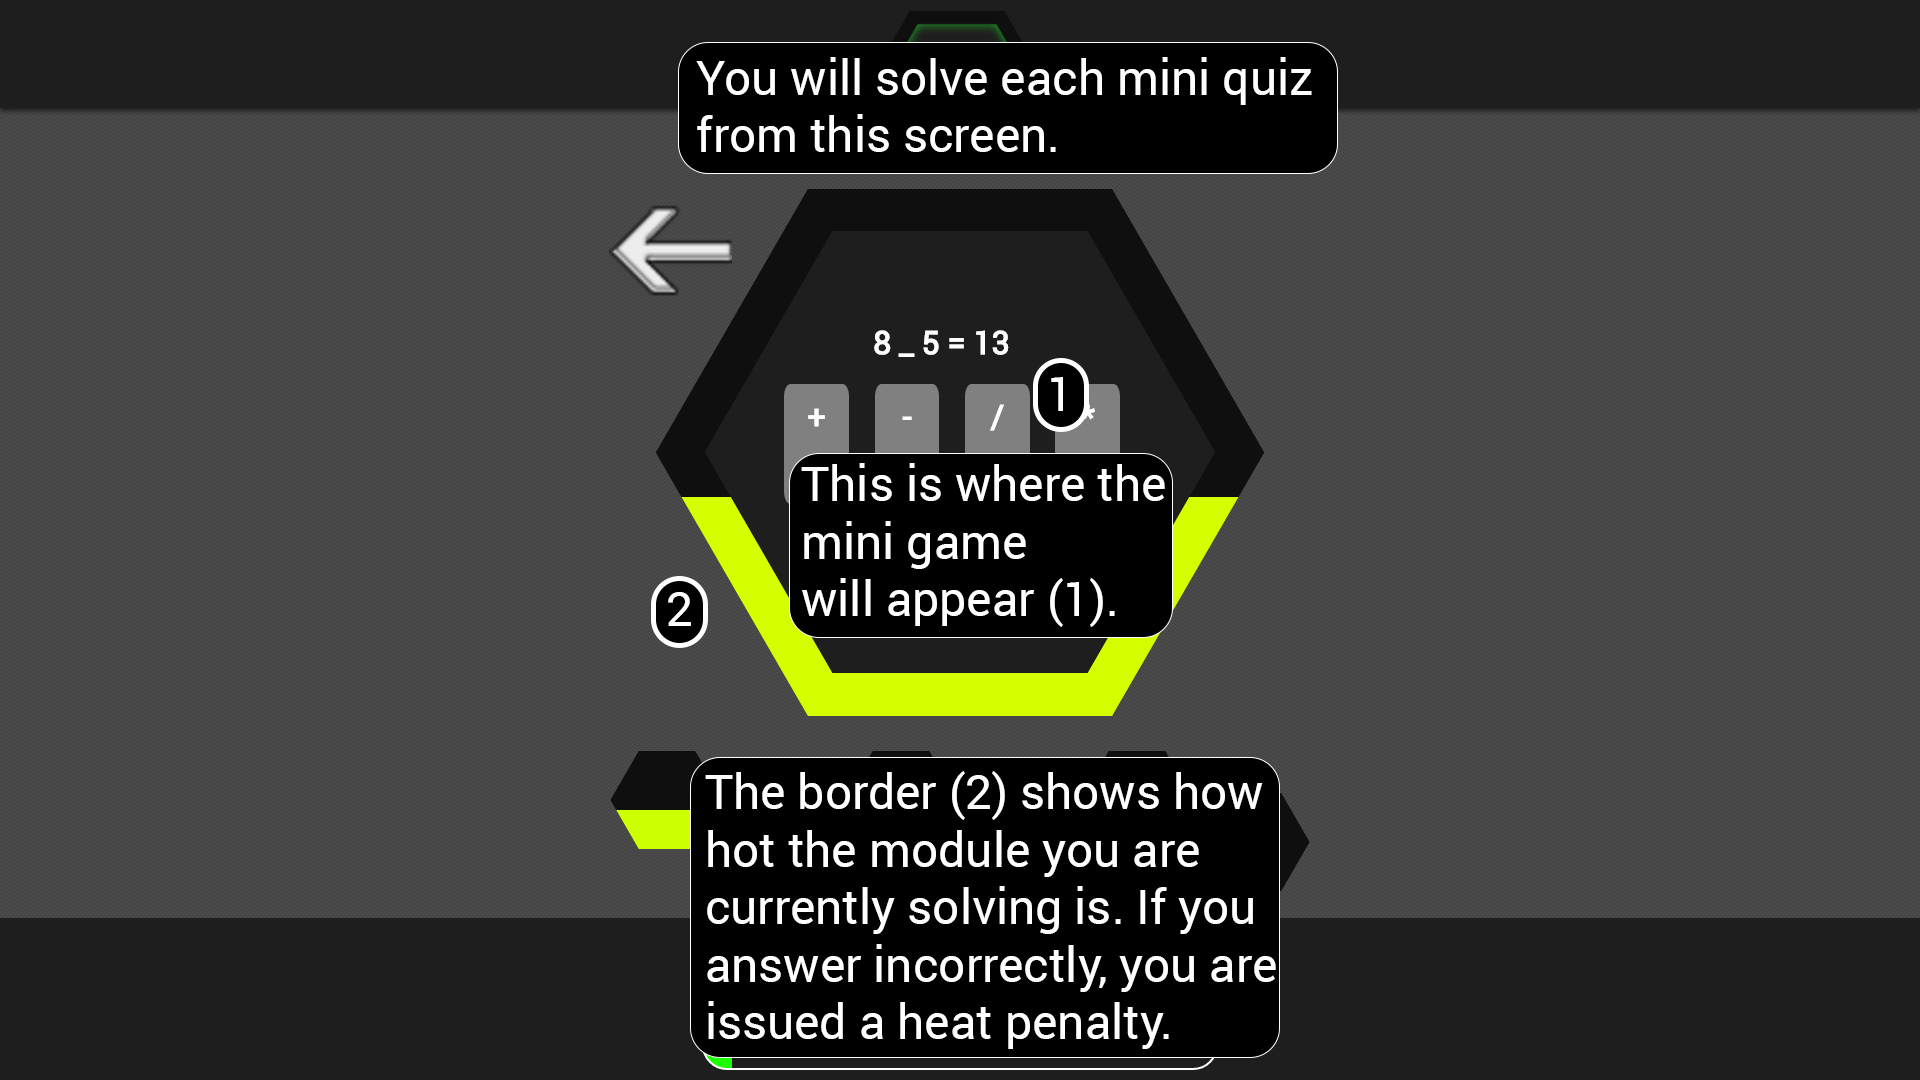 You will solve each mini quiz
from this screen.
8 _ 5 = 13
+ - / *
1
This is where the
mini game
will appear (1).
2
The border (2) shows how
hot the module you are
currently solving is. If you
answer incorrectly, you are
issued a heat penalty.